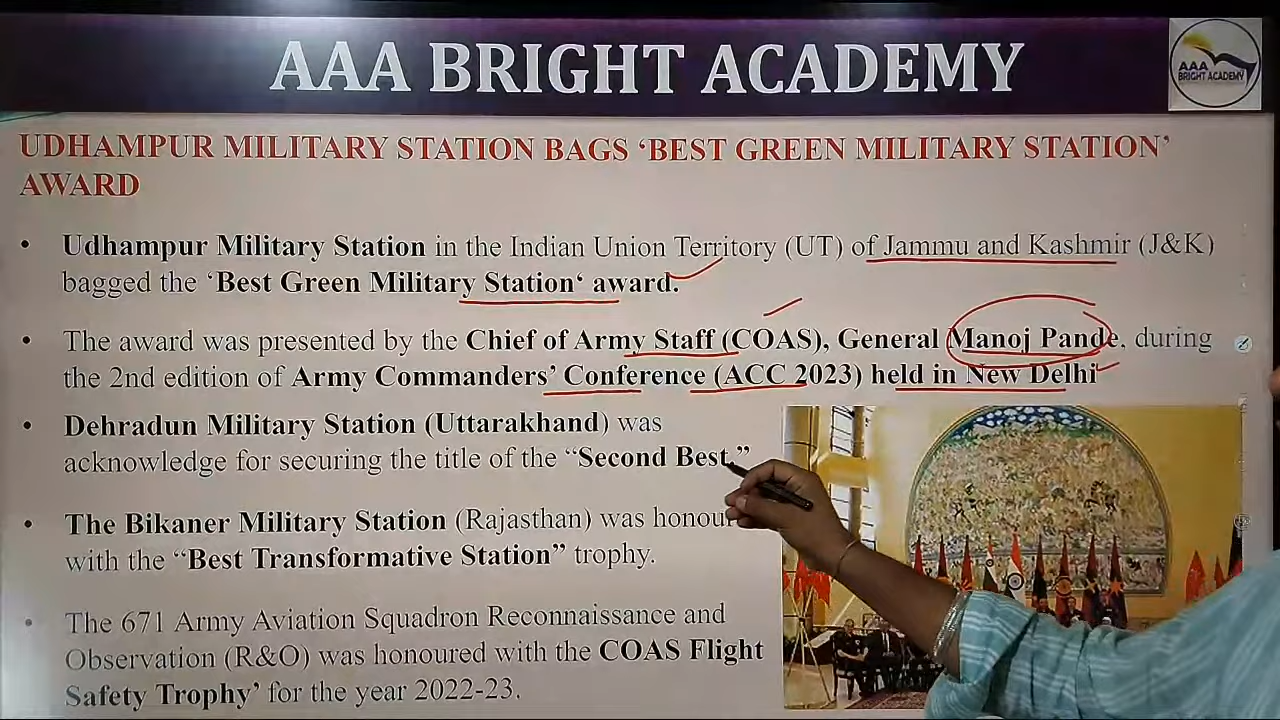 AAA BRIGHT ACADEMY
AAA
BRIGHT ACADEMY
UDHAMPUR MILITARY STATION BAGS ‘BEST GREEN MILITARY STATION’
AWARD
• Udhampur Military Station in the Indian Union Territory (UT) of Jammu and Kashmir (J&K)
bagged the ‘Best Green Military Station‘ award.
• The award was presented by the Chief of Army Staff (COAS), General Manoj Pande, during
the 2nd edition of Army Commanders’ Conference (ACC 2023) held in New Delhi
• Dehradun Military Station (Uttarakhand) was
acknowledge for securing the title of the “Second Best.”
• The Bikaner Military Station (Rajasthan) was honour
with the “Best Transformative Station” trophy.
• The 671 Army Aviation Squadron Reconnaissance and
Observation (R&O) was honoured with the COAS Flight
Safety Trophy’ for the year 2022-23.